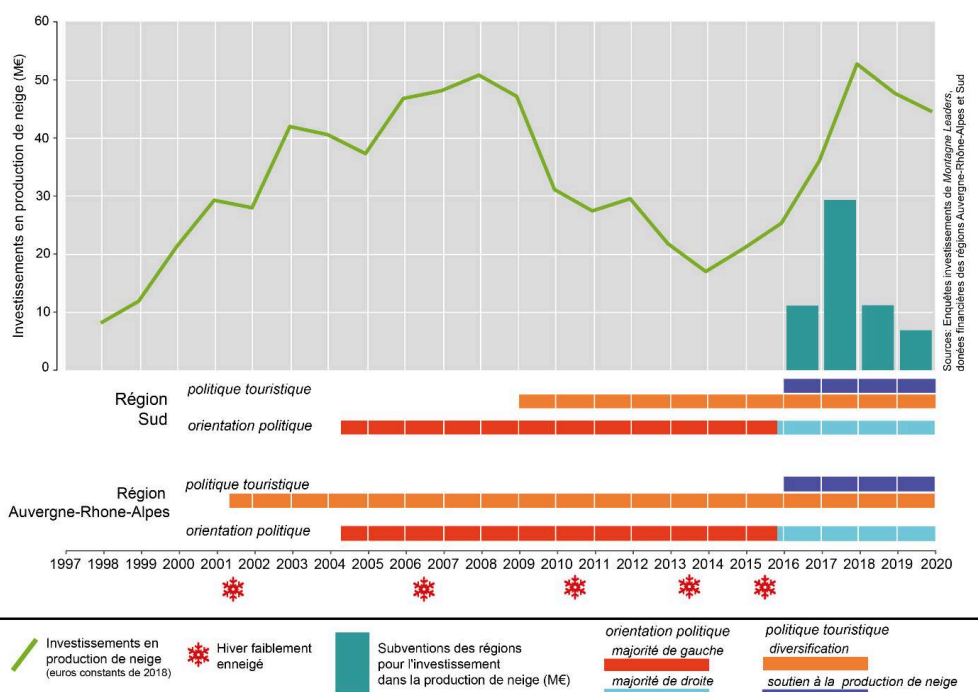 Investissements en production de neige (M€)
60
50
40
30
20
10
0
Sources: Enquêtes investissements de Montagne Leaders,
donées financières des régions Auvergne-Rhône-Alpes et Sud
Région
Sud
politique touristique
orientation politique
Région
Auvergne-Rhone-Alpes
politique touristique
orientation politique
1997 1998 1999 2000 2001 2002 2003 2004 2005 2006 2007 2008 2009 2010 2011 2012 2013 2014 2015 2016 2017 2018 2019 2020
Investissements en
production de neige
(euros constants de 2018)
Hiver faiblement
enneigé
Subventions des régions
pour l'investissement
dans la production de neige (M€)
orientation politique
majorité de gauche
majorité de droite
politique touristique
diversification
soutien à la production de neige